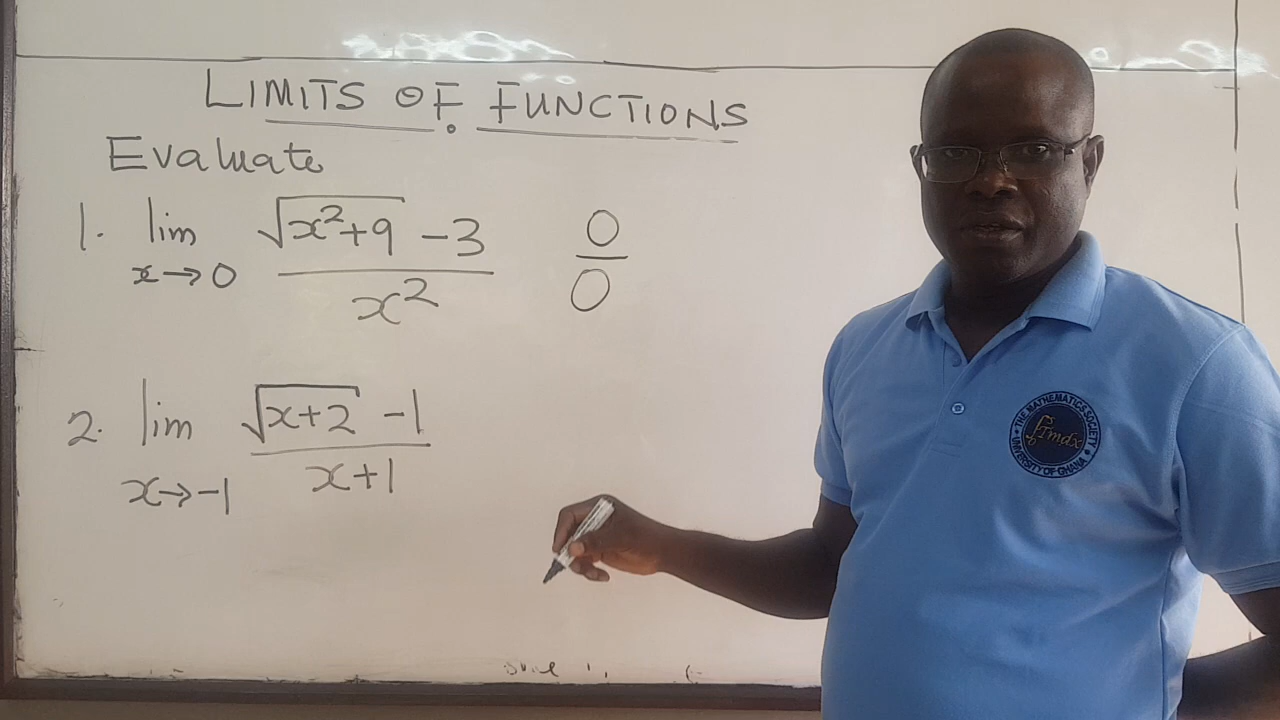 LIMITS OF FUNCTIONS
Evaluate
1. lim x→0 (√(x²+9) - 3)/x² 0/0
2. lim x→-1 (√(x+2) - 1)/(x+1)
THE MATHEMATICS SOCIETY
UNIVERSITY OF GHANA